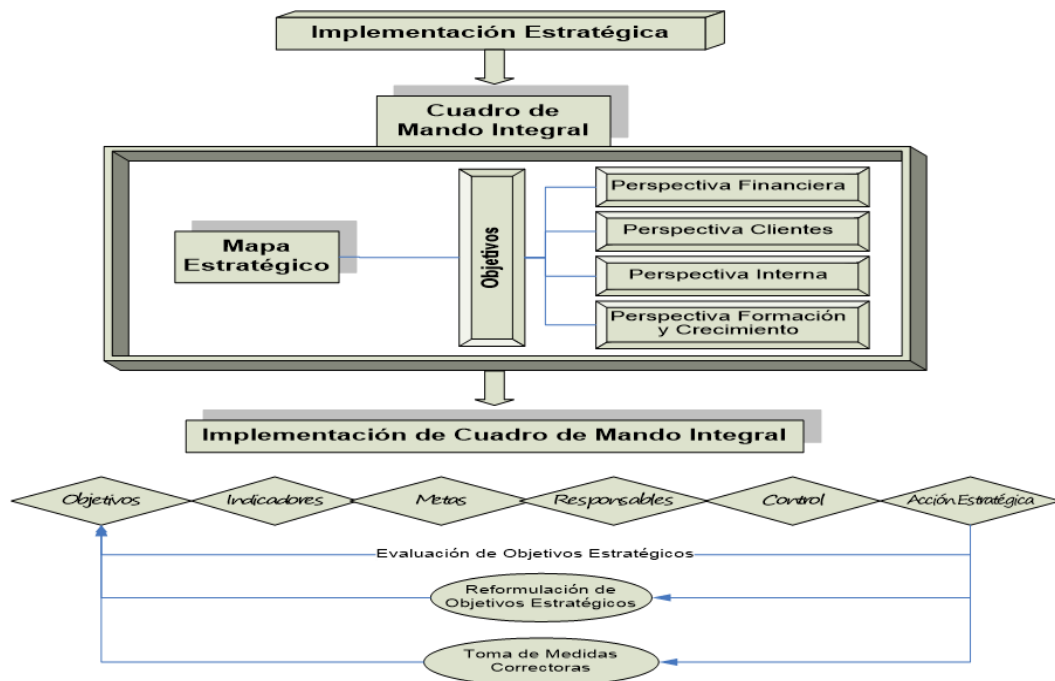 Implementación Estratégica
Cuadro de
Mando Integral
Mapa
Estratégico
Objetivos
Perspectiva Financiera
Perspectiva Clientes
Perspectiva Interna
Perspectiva Formación
y Crecimiento
Implementación de Cuadro de Mando Integral
Objetivos
Indicadores
Metas
Responsables
Control
Acción Estratégica
Evaluación de Objetivos Estratégicos
Reformulación de
Objetivos Estratégicos
Toma de Medidas
Correctoras